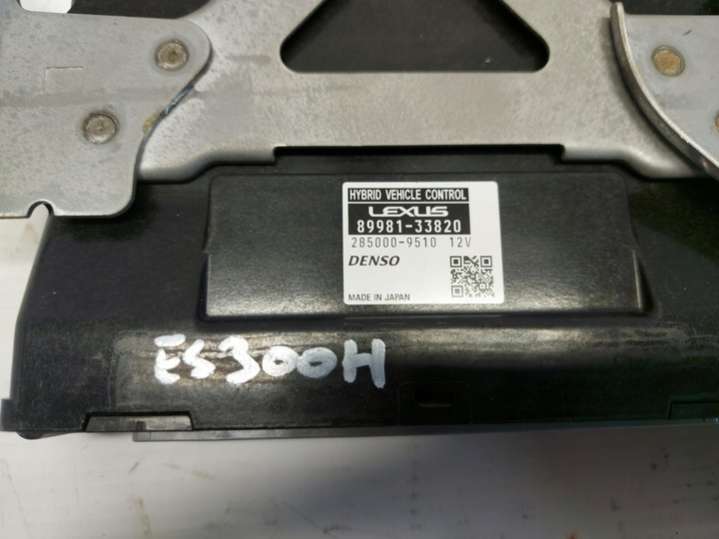 HYBRID VEHICLE CONTROL
LEXUS
89981-33820
285000-9510 12V
DENSO
MADE IN JAPAN
ES300H